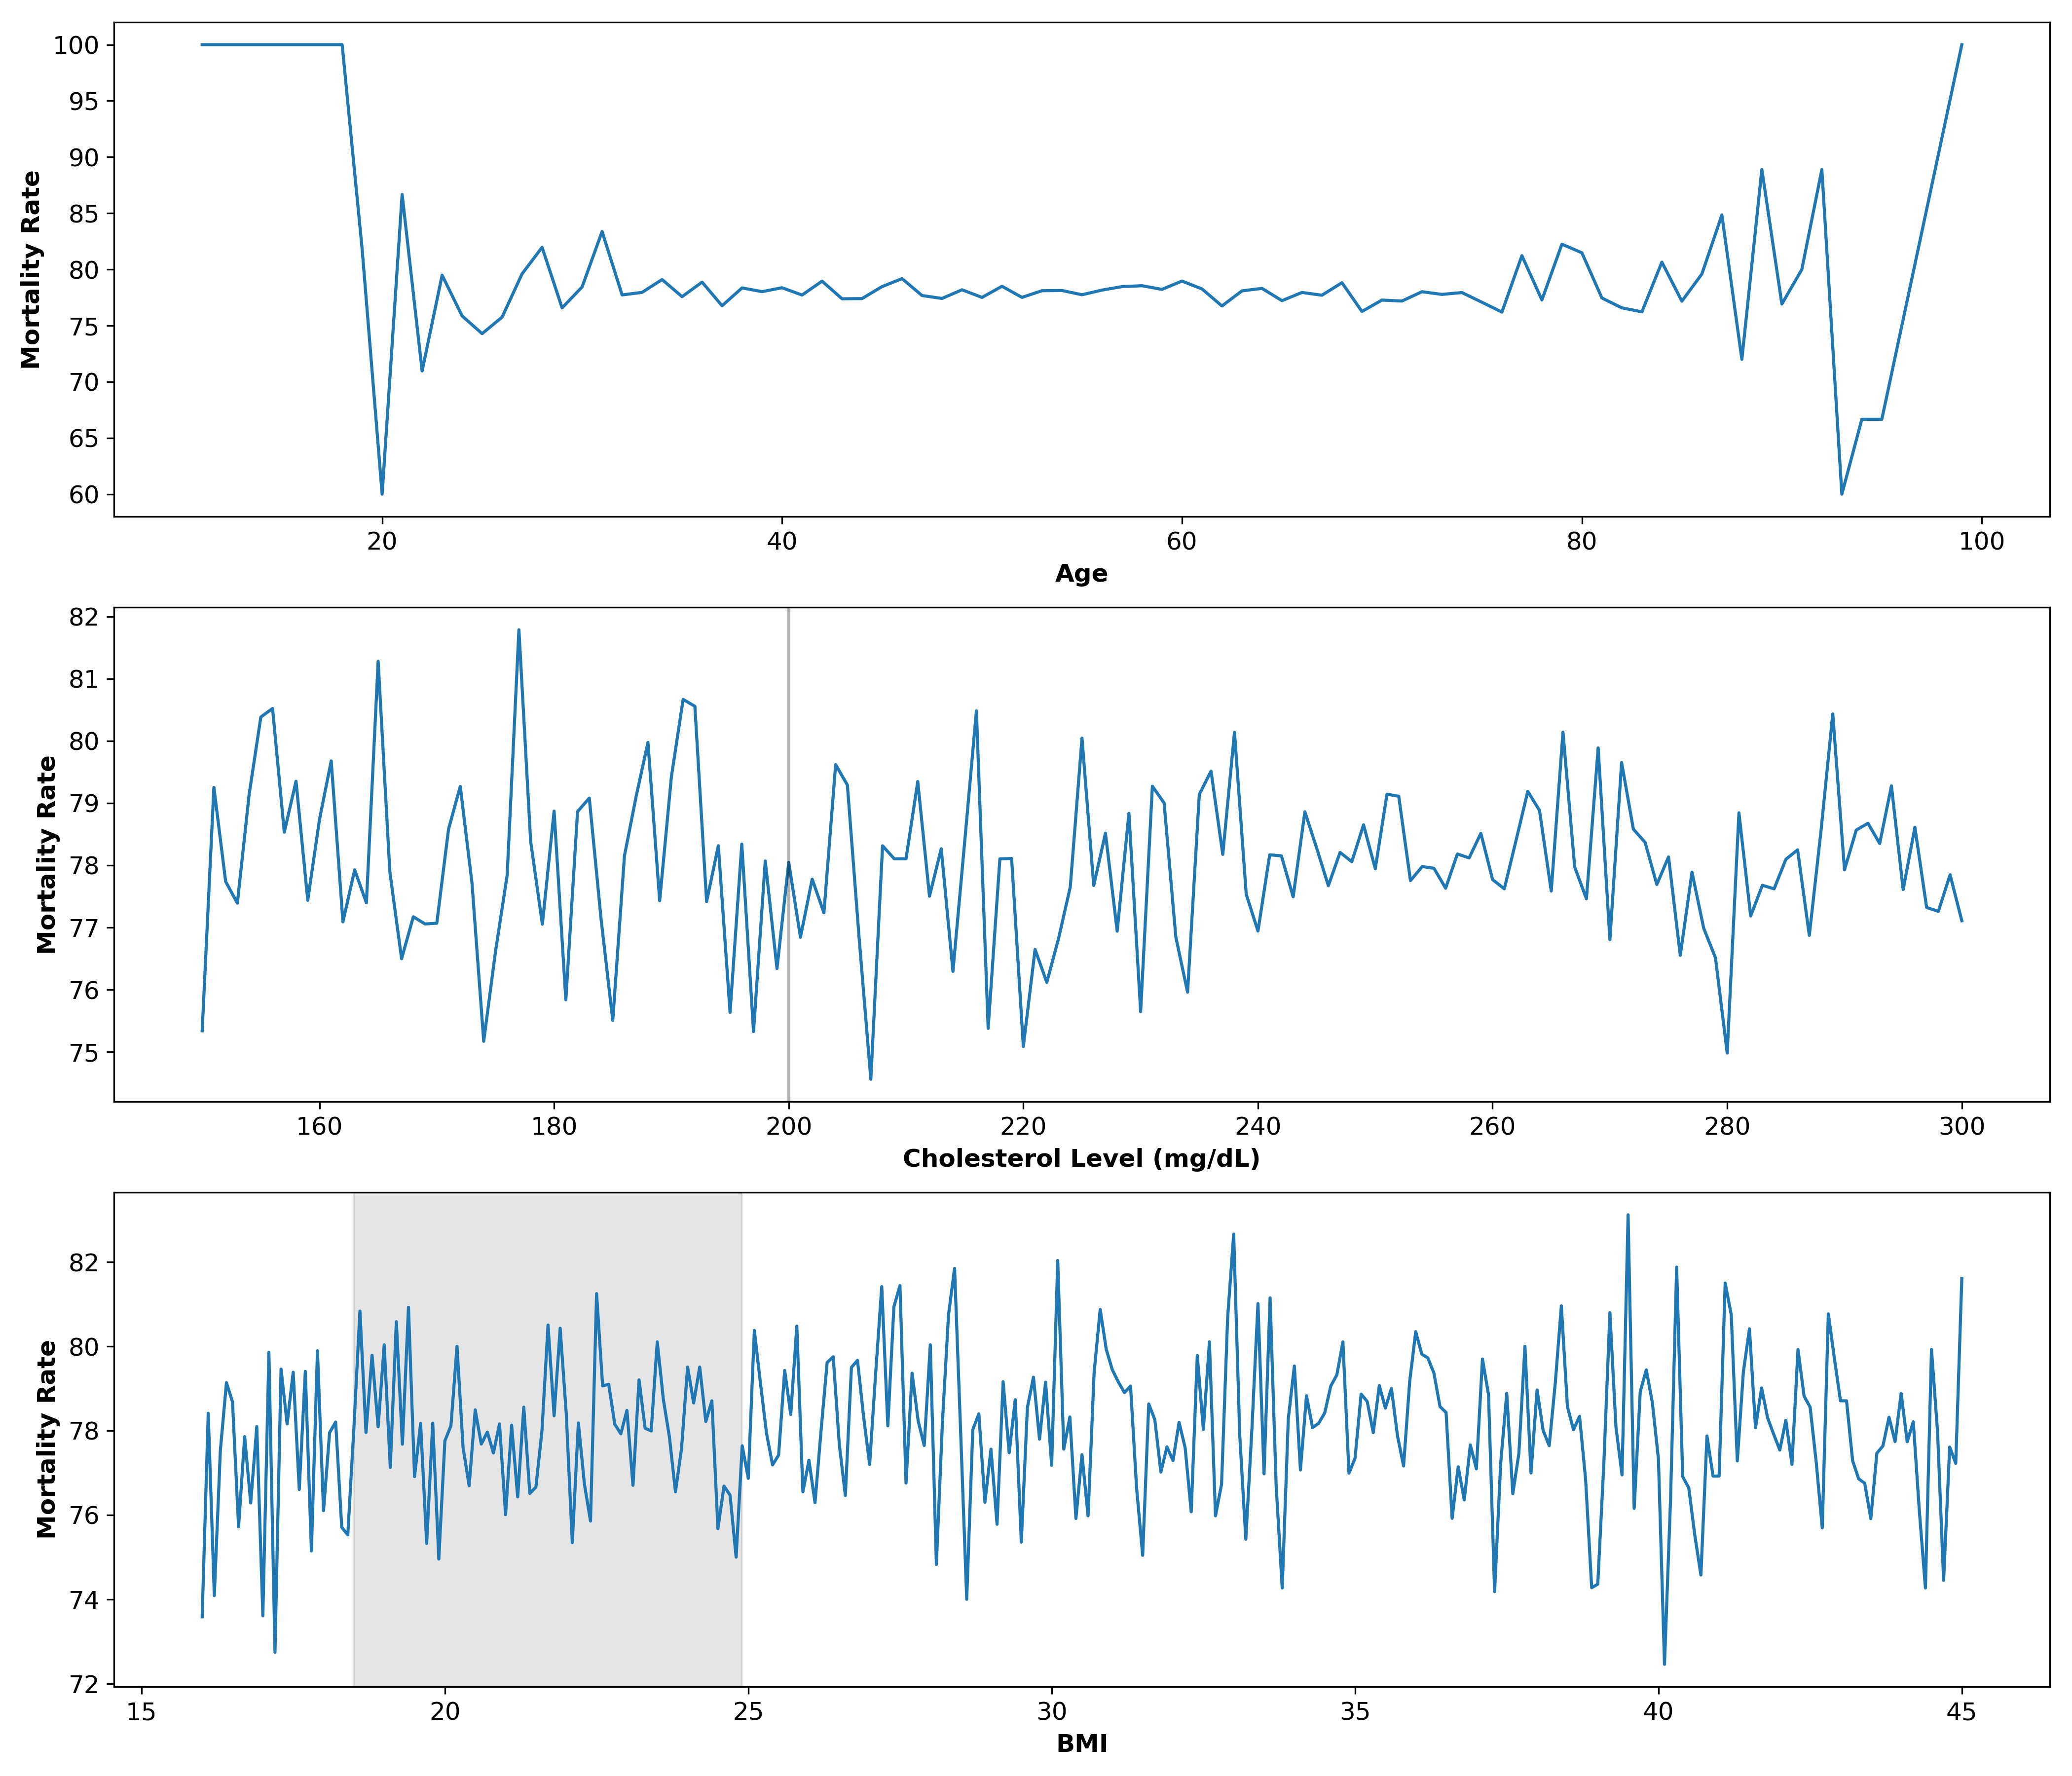 100
95
90
85
80
75
70
65
60
Mortality Rate
20 40 60 80 100
Age
82
81
80
79
78
77
76
75
Mortality Rate
160 180 200 220 240 260 280 300
Cholesterol Level (mg/dL)
82
80
78
76
74
72
Mortality Rate
15 20 25 30 35 40 45
BMI